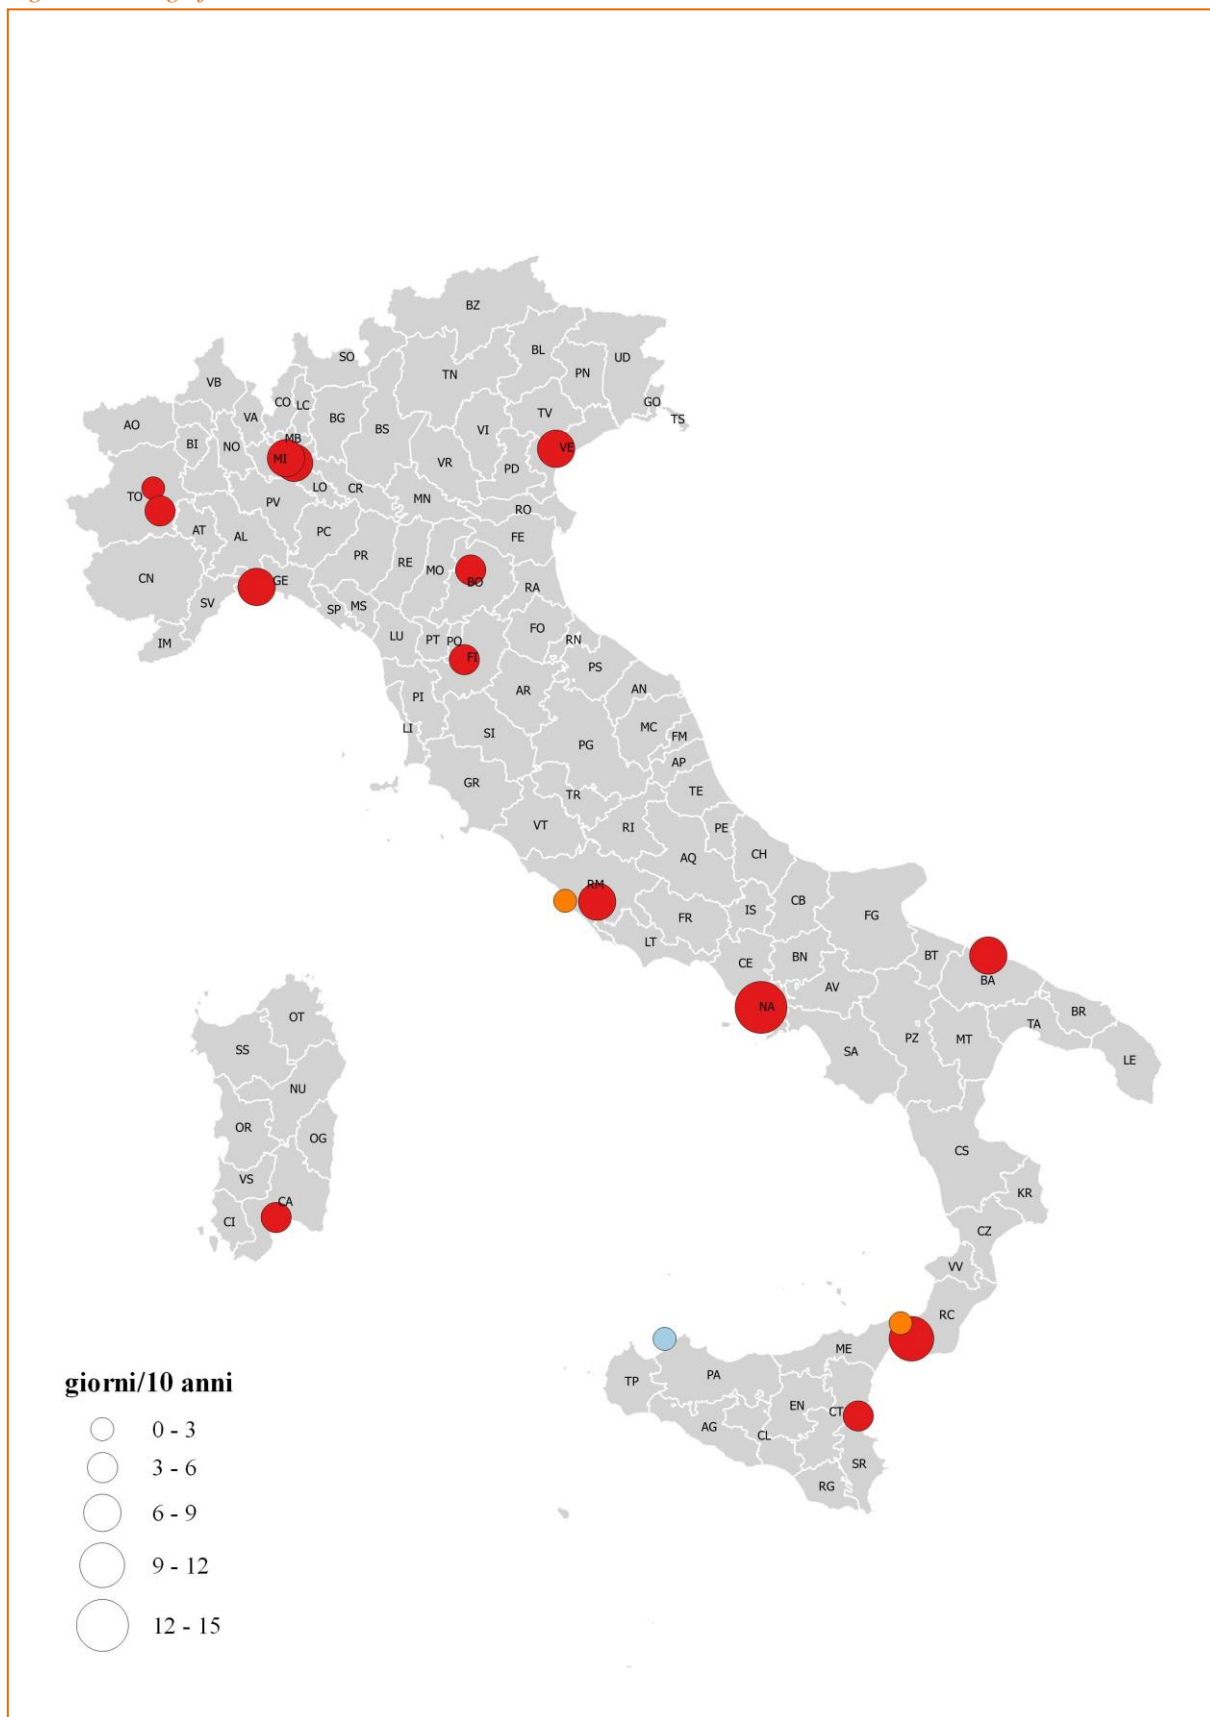 BZ
SO
BL
UD
TN
PN
VB
CO
LC
GO
VA
BG
TV
TS
AO
BS
VI
MB
BI
NO
VE
MI
VR
PD
LO
CR
TO
PV
MN
RO
AT
AL
PC
FE
PR
RE
MO
CN
GE
BO
RA
SV
SP
MS
LU
PT
PO
FO
RN
IM
FI
PS
PI
AR
AN
LI
SI
MC
FM
PG
AP
GR
TR
TE
VT
RI
PE
AQ
CH
RM
IS
CB
FR
FG
LT
CE
BN
BT
AV
BA
NA
BR
OT
TA
SA
PZ
MT
SS
LE
NU
OR
OG
CS
VS
KR
CA
CI
CZ
VV
RC
ME
TP
PA
EN
CT
AG
CL
SR
RG
giorni/10 anni
0 - 3
3 - 6
6 - 9
9 - 12
12 - 15